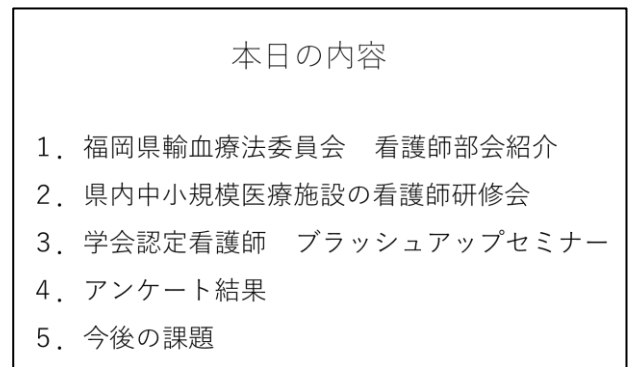 本日の内容
1．福岡県輸血療法委員会　看護師部会紹介
2．県内中小規模医療施設の看護師研修会
3．学会認定看護師　ブラッシュアップセミナー
4．アンケート結果
5．今後の課題